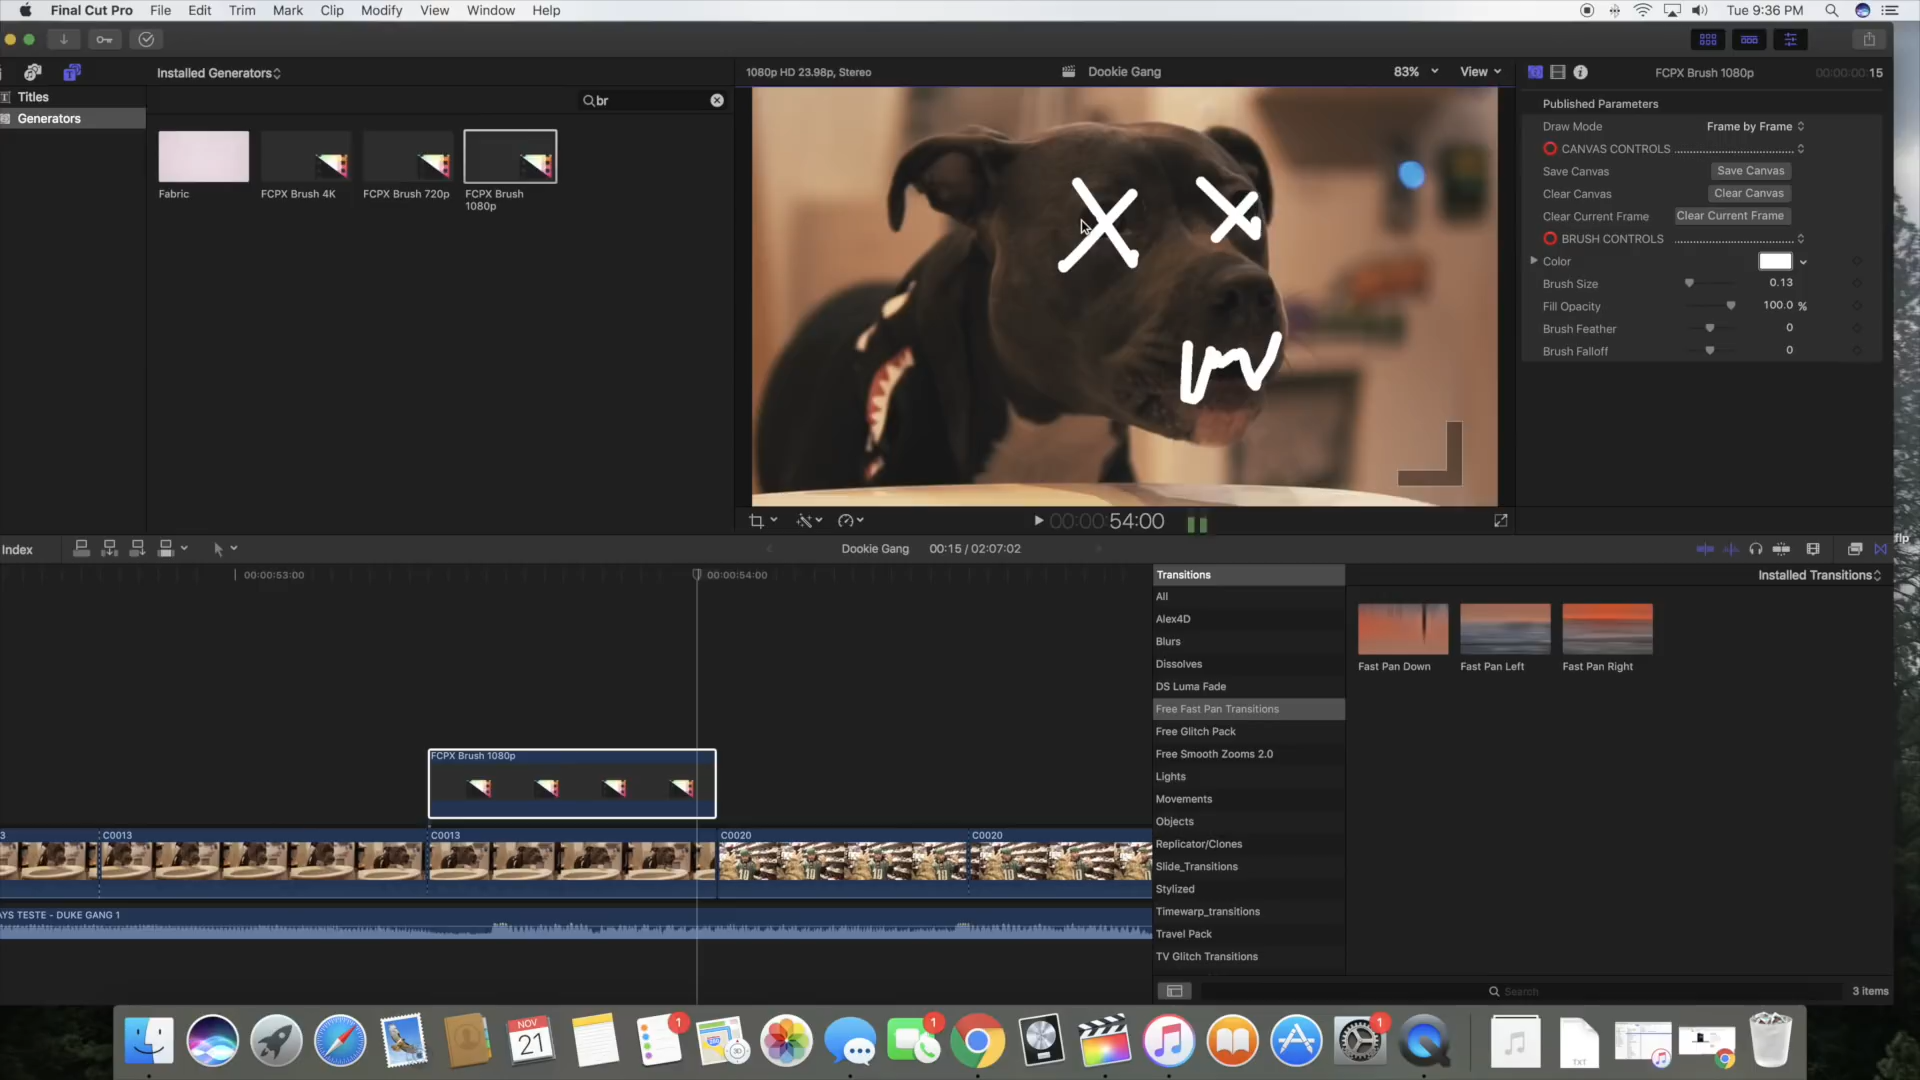 Final Cut Pro File Edit Trim Mark Clip Modify View Window Help Tue 9:36 PM
Installed Generators 1080p HD 23.98p, Stereo Dookie Gang 83% View FCPX Brush 1080p 00:00:00:15
Titles
Generators
br
Fabric
FCPX Brush 4K
FCPX Brush 720p
FCPX Brush 1080p
Published Parameters
Draw Mode Frame by Frame
CANVAS CONTROLS
Save Canvas Save Canvas
Clear Canvas Clear Canvas
Clear Current Frame Clear Current Frame
BRUSH CONTROLS
Color
Brush Size 0.13
Fill Opacity 100.0 %
Brush Feather 0
Brush Falloff 0
00:00:54:00
Index Dookie Gang 00:15 / 02:07:02
flp
00:00:53:00 00:00:54:00
FCPX Brush 1080p
3 C0013 C0013 C0020 C0020
AYS TESTE - DUKE GANG 1
Transitions
All
Alex4D
Blurs
Dissolves
DS Luma Fade
Free Fast Pan Transitions
Free Glitch Pack
Free Smooth Zooms 2.0
Lights
Movements
Objects
Replicator/Clones
Slide_Transitions
Stylized
Timewarp_transitions
Travel Pack
TV Glitch Transitions
Installed Transitions
Fast Pan Down Fast Pan Left Fast Pan Right
Search 3 items
NOV
21
1
1
1
TXT